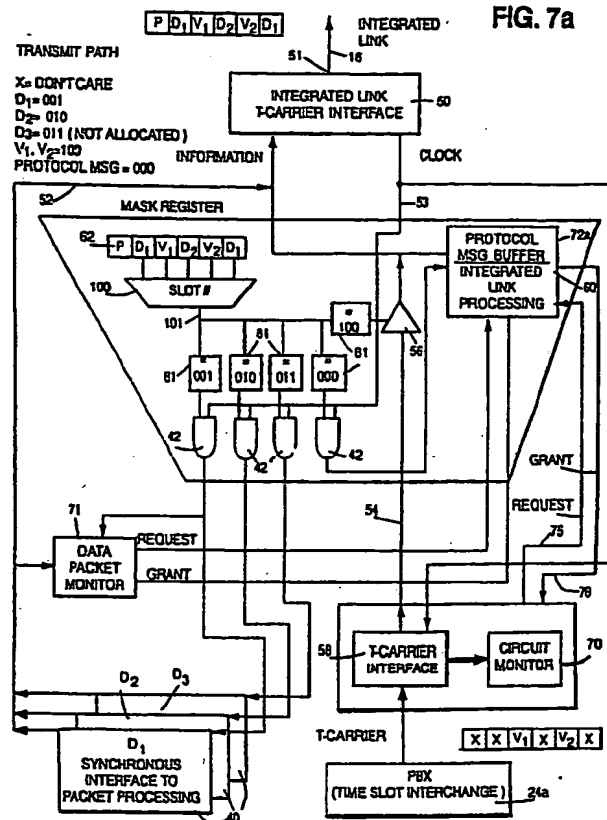 FIG. 7a
P D₁ V₁ D₂ V₂ D₁
INTEGRATED
LINK
TRANSMIT PATH
51
16
X= DON'T CARE
D₁= 001
D₂= 010
D₃= 011 ( NOT ALLOCATED )
V₁, V₂=100
PROTOCOL MSG = 000
INTEGRATED LINK
T-CARRIER INTERFACE
50
INFORMATION
CLOCK
52
53
MASK REGISTER
62
P D₁ V₁ D₂ V₂ D₁
PROTOCOL
MSG BUFFER
INTEGRATED
LINK
PROCESSING
72a
60
100
SLOT #
101
= 100
56
81
81
81
= 001
= 010
= 011
= 000
81
42
42
42
GRANT
54
REQUEST
71
75
DATA
PACKET
MONITOR
REQUEST
GRANT
78
58
T-CARRIER
INTERFACE
CIRCUIT
MONITOR
70
D₃
D₂
D₁
SYNCHRONOUS
INTERFACE TO
PACKET PROCESSING
40
T-CARRIER
X X V₁ X V₂ X
PBX
(TIME SLOT INTERCHANGE )
24a